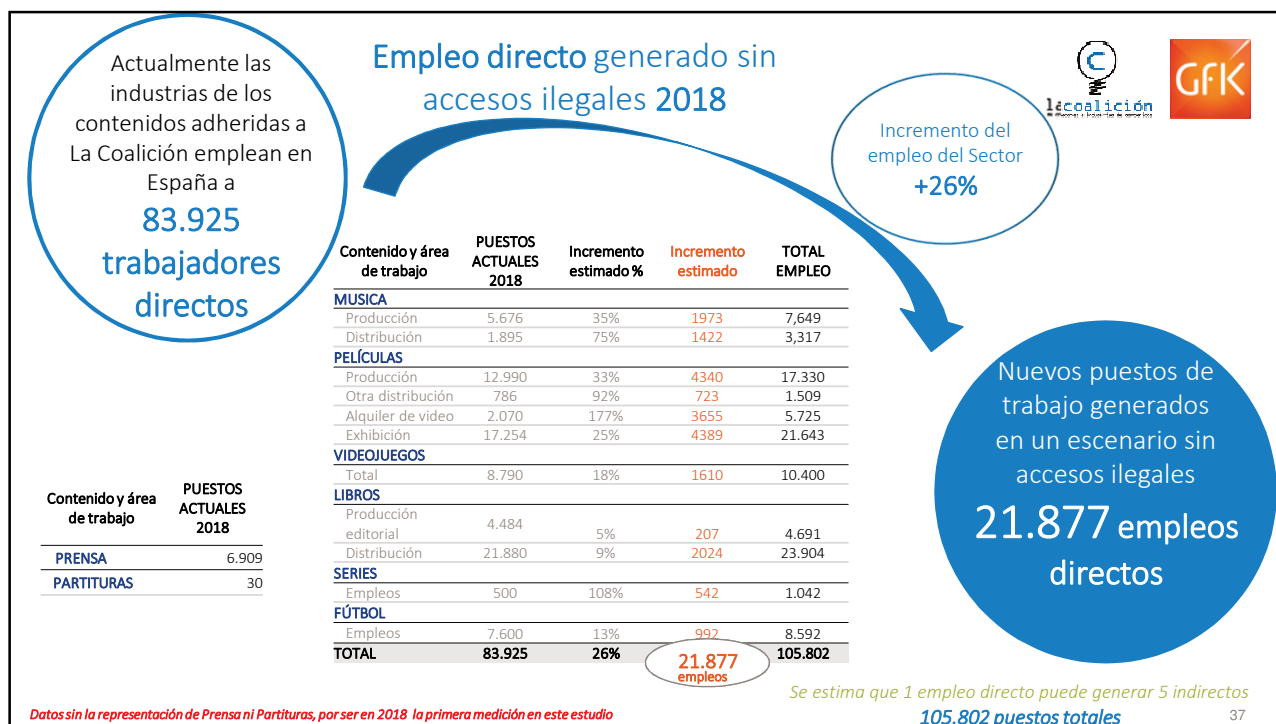 Actualmente las
industrias de los
contenidos adheridas a
La Coalición emplean en
España a
83.925
trabajadores
directos
Empleo directo generado sin
accesos ilegales 2018
lacoalición
GFK
Incremento del
empleo del Sector
+26%
Contenido y área de trabajo PUESTOS ACTUALES 2018 Incremento estimado % Incremento estimado TOTAL EMPLEO
MUSICA
Producción 5.676 35% 1973 7,649
Distribución 1.895 75% 1422 3,317
PELÍCULAS
Producción 12.990 33% 4340 17.330
Otra distribución 786 92% 723 1.509
Alquiler de video 2.070 177% 3655 5.725
Exhibición 17.254 25% 4389 21.643
VIDEOJUEGOS
Total 8.790 18% 1610 10.400
LIBROS
Producción editorial 4.484 5% 207 4.691
Distribución 21.880 9% 2024 23.904
SERIES
Empleos 500 108% 542 1.042
FÚTBOL
Empleos 7.600 13% 992 8.592
TOTAL 83.925 26% 21.877 empleos 105.802
Contenido y área de trabajo PUESTOS ACTUALES 2018
PRENSA 6.909
PARTITURAS 30
Nuevos puestos de
trabajo generados
en un escenario sin
accesos ilegales
21.877 empleos
directos
Se estima que 1 empleo directo puede generar 5 indirectos
105.802 puestos totales
Datos sin la representación de Prensa ni Partituras, por ser en 2018 la primera medición en este estudio
37